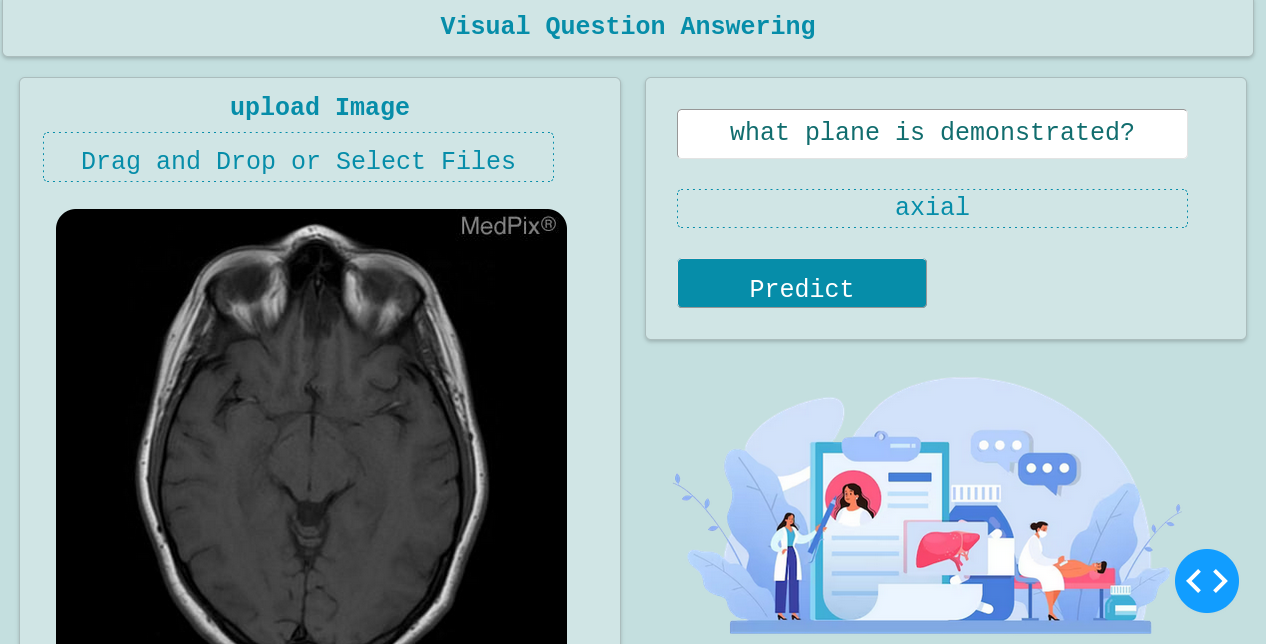 Visual Question Answering
upload Image
Drag and Drop or Select Files
MedPix®
what plane is demonstrated?
axial
Predict